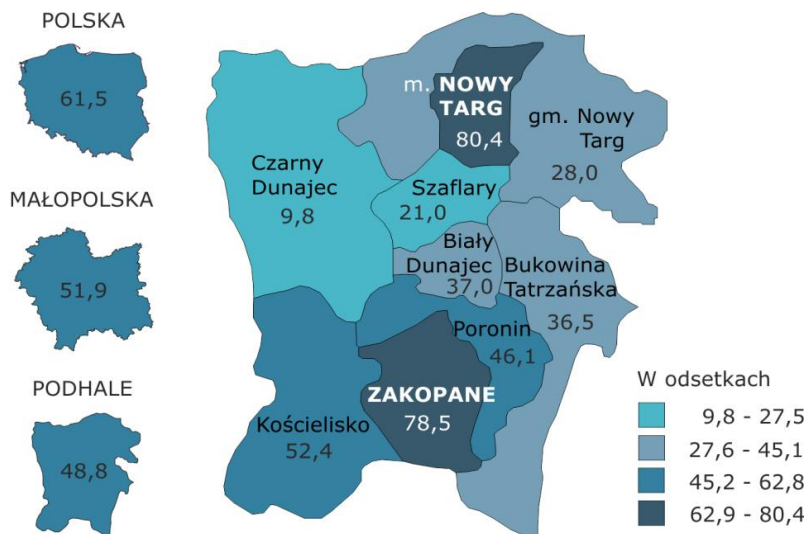 POLSKA
61,5
MAŁOPOLSKA
51,9
PODHALE
48,8
m. NOWY
TARG
80,4
gm. Nowy
Targ
28,0
Czarny
Dunajec
9,8
Szaflary
21,0
Biały
Dunajec
37,0
Bukowina
Tatrzańska
36,5
Poronin
46,1
ZAKOPANE
78,5
Kościelisko
52,4
W odsetkach
9,8 - 27,5
27,6 - 45,1
45,2 - 62,8
62,9 - 80,4